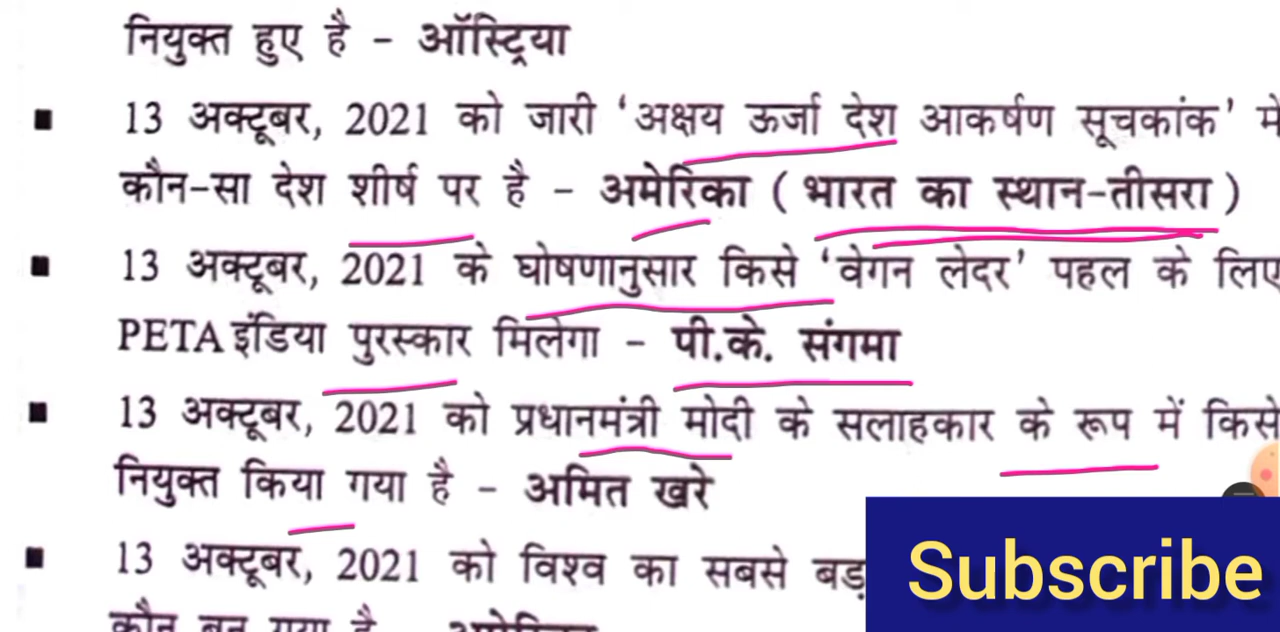 नियुक्त हुए है - ऑस्ट्रिया
▪ 13 अक्टूबर, 2021 को जारी 'अक्षय ऊर्जा देश आकर्षण सूचकांक' में
कौन-सा देश शीर्ष पर है - अमेरिका ( भारत का स्थान-तीसरा )
▪ 13 अक्टूबर, 2021 के घोषणानुसार किसे 'वेगन लेदर' पहल के लिए
PETA इंडिया पुरस्कार मिलेगा - पी.के. संगमा
▪ 13 अक्टूबर, 2021 को प्रधानमंत्री मोदी के सलाहकार के रूप में किसे
नियुक्त किया गया है - अमित खरे
▪ 13 अक्टूबर, 2021 को विश्व का सबसे
कौन बन गया है
Subscribe